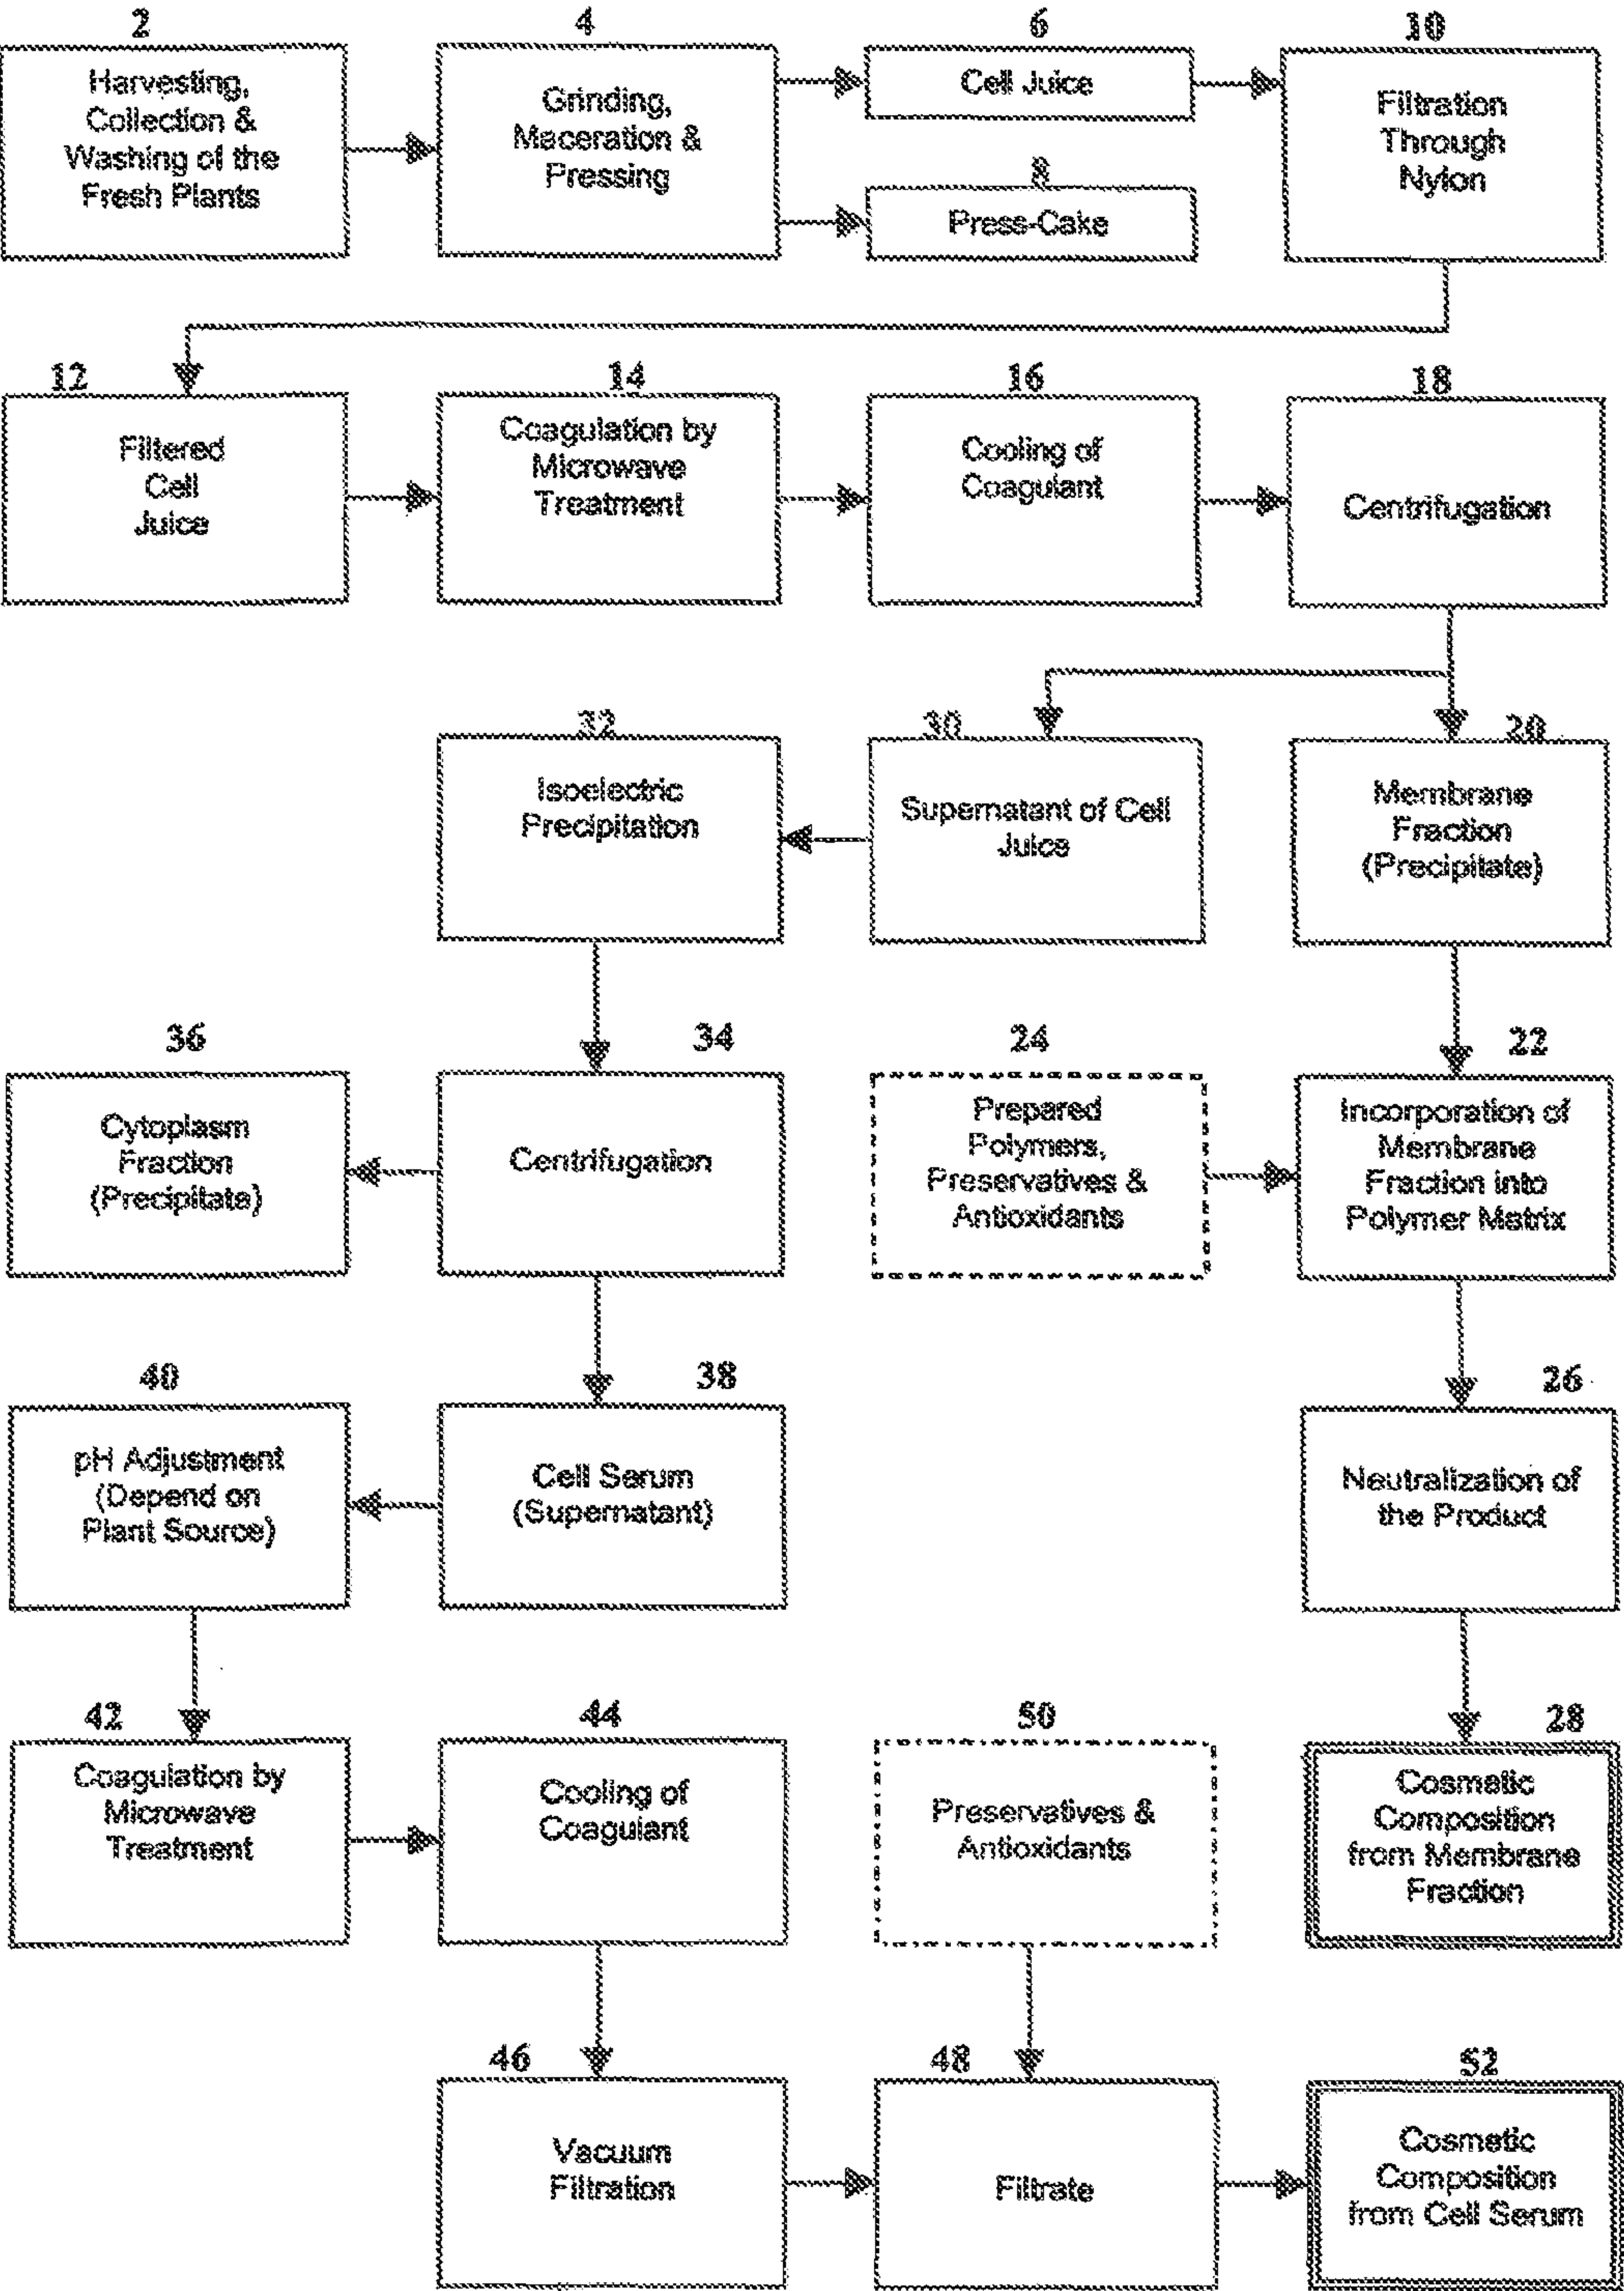 2
Harvesting,
Collection &
Washing of the
Fresh Plants
4
Grinding,
Maceration &
Pressing
6
Cell Juice
8
Press-Cake
10
Filtration
Through
Nylon
12
Filtered
Cell
Juice
14
Coagulation by
Microwave
Treatment
16
Cooling of
Coagulant
18
Centrifugation
32
Isoelectric
Precipitation
30
Supernatant of Cell
Juice
20
Membrane
Fraction
(Precipitate)
36
Cytoplasm
Fraction
(Precipitate)
34
Centrifugation
24
Prepared
Polymers,
Preservatives &
Antioxidants
22
Incorporation of
Membrane
Fraction into
Polymer Matrix
40
pH Adjustment
(Depend on
Plant Source)
38
Cell Serum
(Supernatant)
26
Neutralization of
the Product
42
Coagulation by
Microwave
Treatment
44
Cooling of
Coagulant
50
Preservatives &
Antioxidants
28
Cosmetic
Composition
from Membrane
Fraction
46
Vacuum
Filtration
48
Filtrate
52
Cosmetic
Composition
from Cell Serum